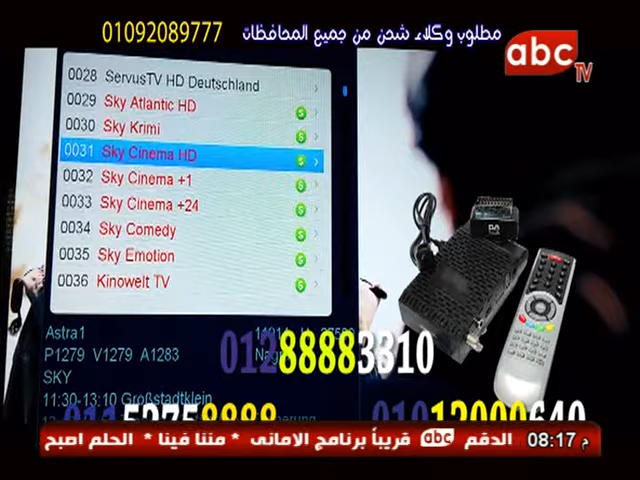 01092089777 مطلوب وكلاء شحن من جميع المحافظات
abc TV
0028 ServusTV HD Deutschland
0029 Sky Atlantic HD
0030 Sky Krimi
0031 Sky Cinema HD
0032 Sky Cinema +1
0033 Sky Cinema +24
0034 Sky Comedy
0035 Sky Emotion
0036 Kinowelt TV
Astra1
P1279 V1279 A1283
SKY
11:30-13:10 Großstadtklein
01288883310
الدقم abc قريباً برنامج الاماني * مننا فينا * الحلم اصبح
08:17 م